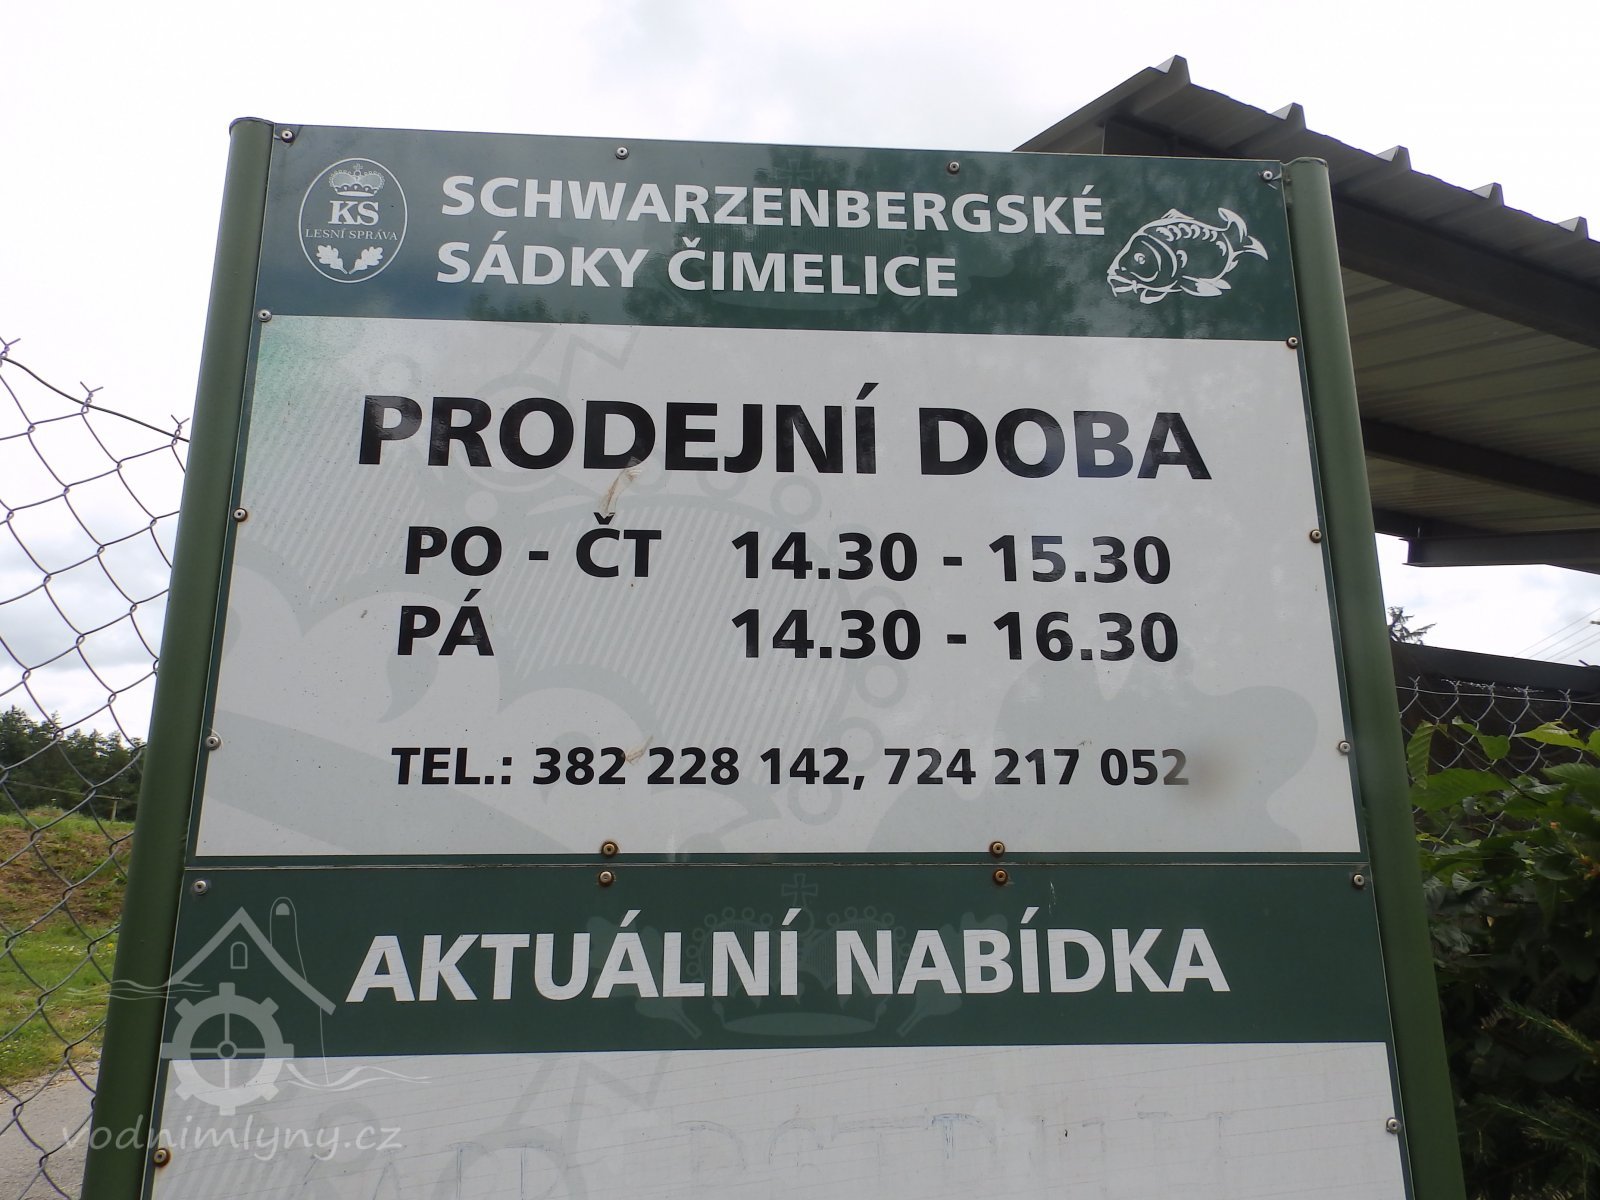 KS
LESNÍ SPRÁVA
SCHWARZENBERGSKÉ
SÁDKY ČIMELICE
PRODEJNÍ DOBA
PO - ČT 14.30 - 15.30
PÁ 14.30 - 16.30
TEL.: 382 228 142, 724 217 052
AKTUÁLNÍ NABÍDKA
vodnimlyny.cz